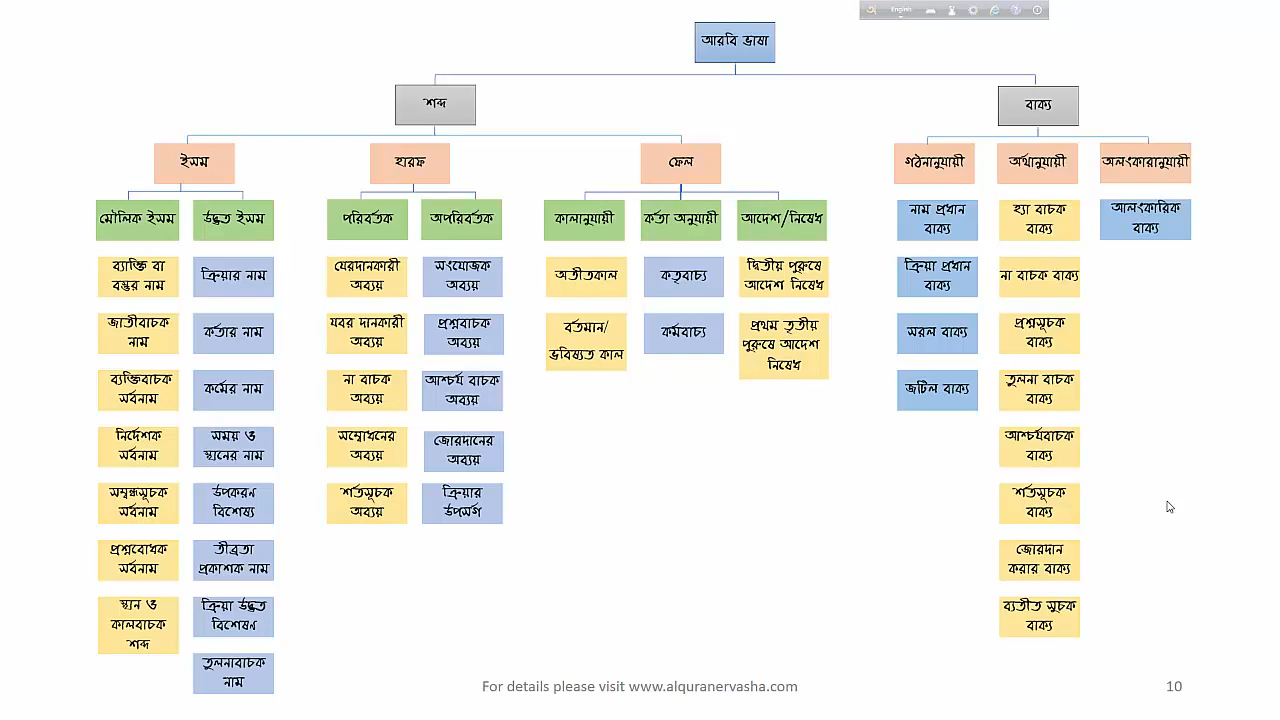 English
আরবি ভাষা
শব্দ
বাক্য
ইসম
হারফ
ফেল
গঠনানুযায়ী
অর্থানুযায়ী
অলংকারানুযায়ী
মৌলিক ইসম
উদ্ধৃত ইসম
পরিবর্তক
অপরিবর্তক
কালানুযায়ী
কর্তা অনুযায়ী
আদেশ/নিষেধ
নাম প্রধান
বাক্য
হ্যা বাচক
বাক্য
আলংকারিক
বাক্য
ব্যাক্তি বা
বস্তুর নাম
ক্রিয়ার নাম
যেরদানকারী
অব্যয়
সংযোজক
অব্যয়
অতীতকাল
কতৃবাচ্য
দ্বিতীয় পুরুষে
আদেশ নিষেধ
ক্রিয়া প্রধান
বাক্য
না বাচক বাক্য
জাতীবাচক
নাম
কর্তার নাম
যবর দানকারী
অব্যয়
প্রশ্নবাচক
অব্যয়
বর্তমান/
ভবিষ্যত কাল
কর্মবাচ্য
প্রথম তৃতীয়
পুরুষে আদেশ
নিষেধ
সরল বাক্য
প্রশ্নসূচক
বাক্য
ব্যক্তিবাচক
সর্বনাম
কর্মের নাম
না বাচক
অব্যয়
আশ্চর্য বাচক
অব্যয়
জটিল বাক্য
তুলনা বাচক
বাক্য
নির্দেশক
সর্বনাম
সময় ও
স্থানের নাম
সম্বোধনের
অব্যয়
জোরদানের
অব্যয়
আশ্চর্যবাচক
বাক্য
সম্বন্ধসূচক
সর্বনাম
উপকরণ
বিশেষ্য
শর্তসূচক
অব্যয়
ক্রিয়ার
উপসর্গ
শর্তসূচক
বাক্য
প্রশ্নবোধক
সর্বনাম
তীব্রতা
প্রকাশক নাম
জোরদান
করার বাক্য
স্থান ও
কালবাচক
শব্দ
ক্রিয়া উদ্ধৃত
বিশেষণ
ব্যতীত সূচক
বাক্য
তুলনাবাচক
নাম
For details please visit www.alquranervasha.com
10